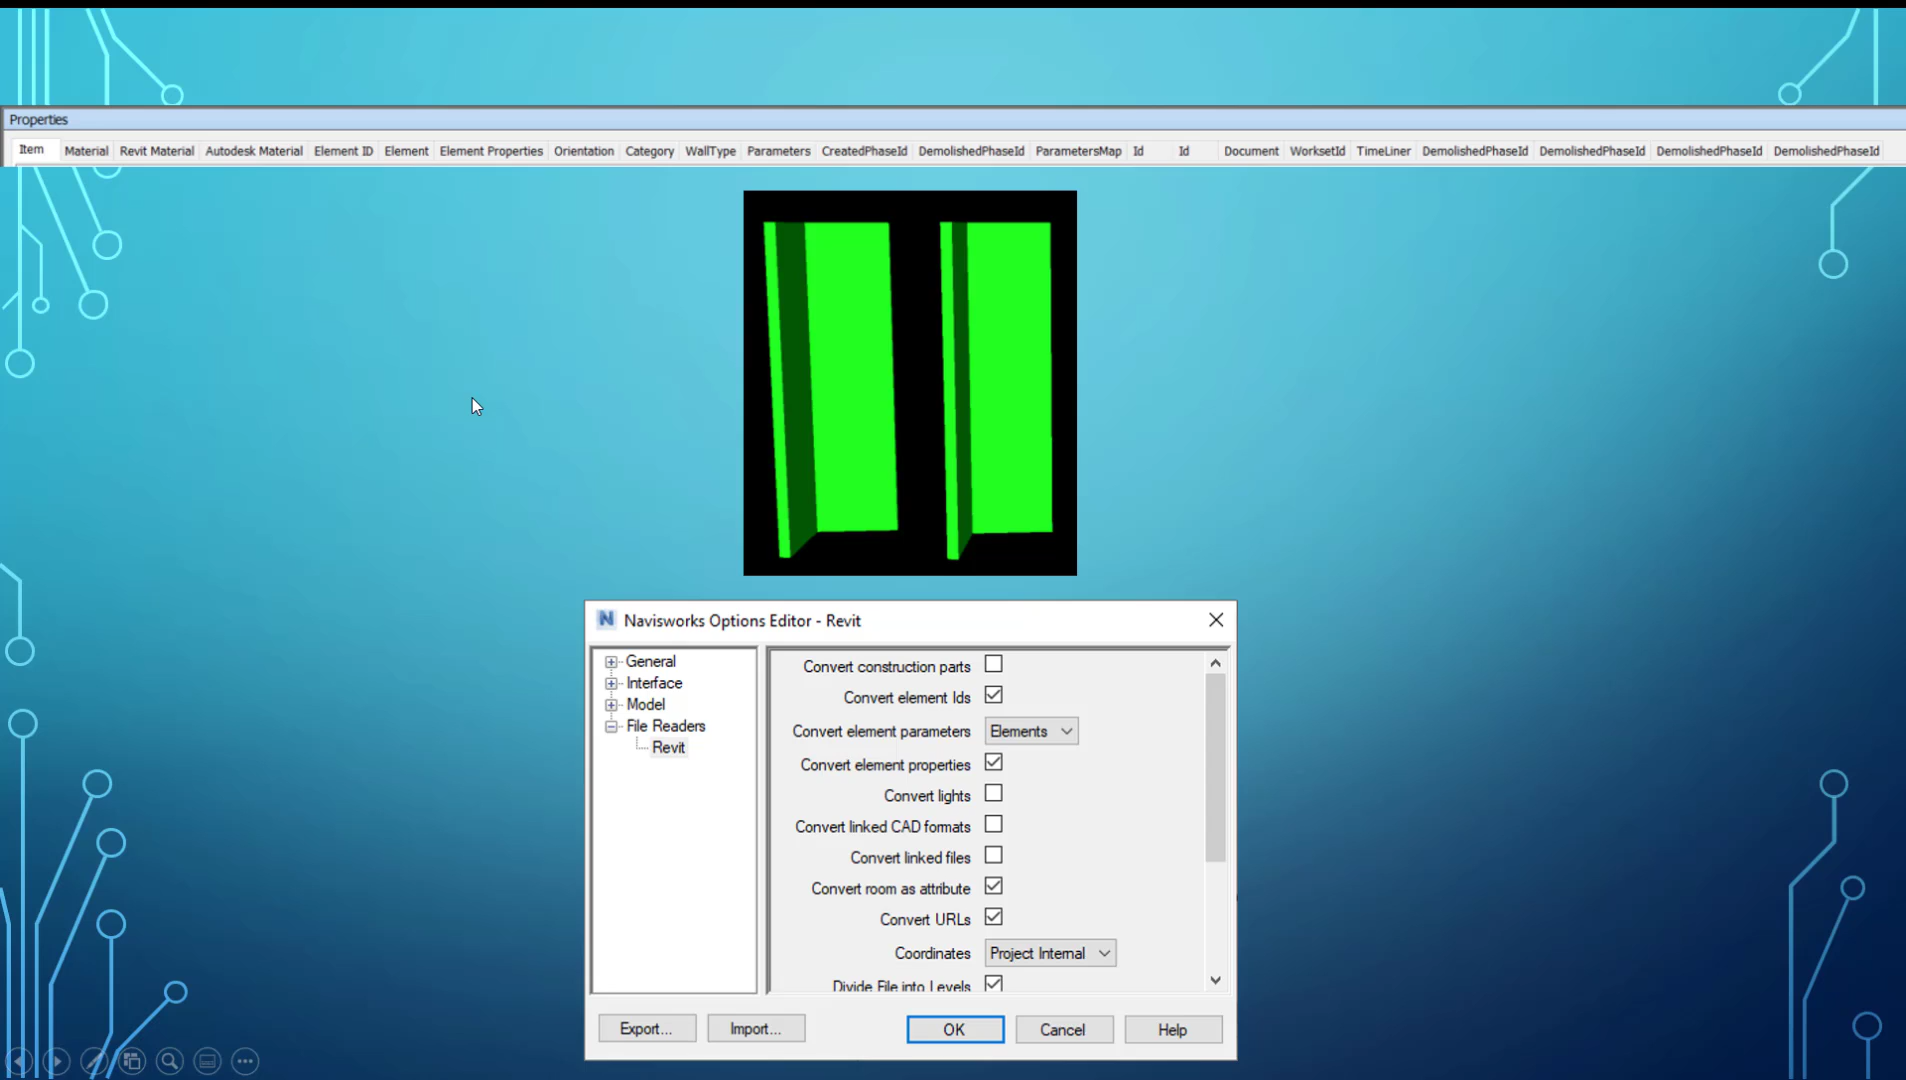 Properties
Item Material Revit Material Autodesk Material Element ID Element Element Properties Orientation Category WallType Parameters CreatedPhaseId DemolishedPhaseId ParametersMap Id Id Document WorksetId TimeLiner DemolishedPhaseId DemolishedPhaseId DemolishedPhaseId DemolishedPhaseId
N Navisworks Options Editor - Revit
General
Interface
Model
File Readers
Revit
Convert construction parts
Convert element Ids
Convert element parameters Elements
Convert element properties
Convert lights
Convert linked CAD formats
Convert linked files
Convert room as attribute
Convert URLs
Coordinates Project Internal
Divide File into Levels
Export... Import... OK Cancel Help